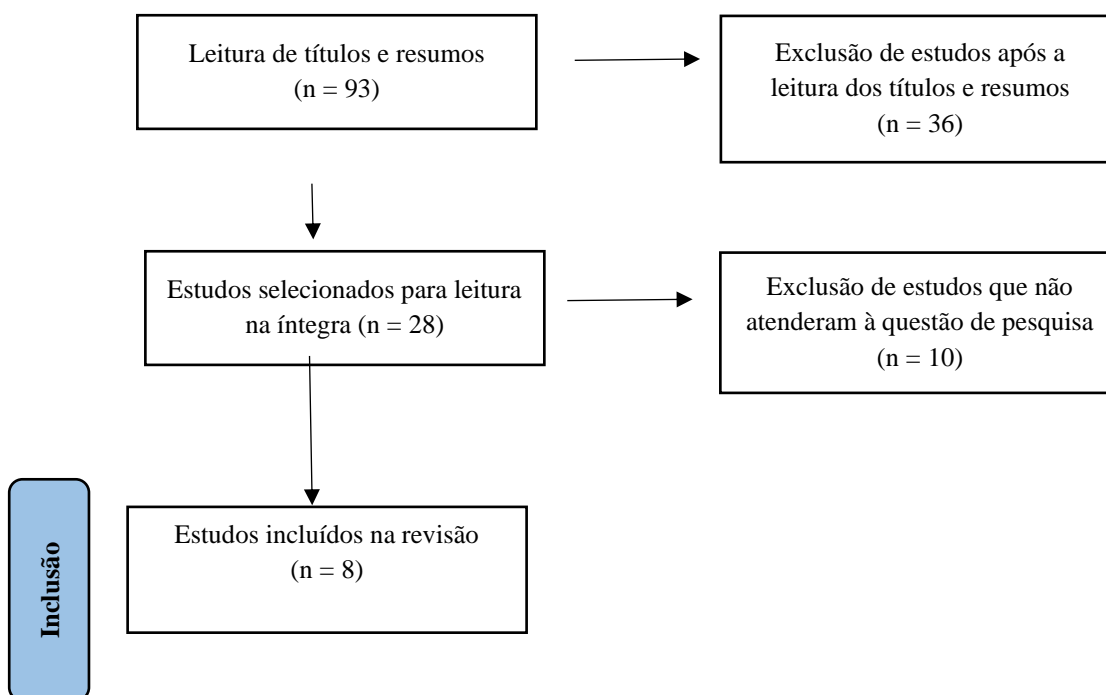 Leitura de títulos e resumos
(n = 93)
Exclusão de estudos após a
leitura dos títulos e resumos
(n = 36)
Estudos selecionados para leitura
na íntegra (n = 28)
Exclusão de estudos que não
atenderam à questão de pesquisa
(n = 10)
Inclusão
Estudos incluídos na revisão
(n = 8)